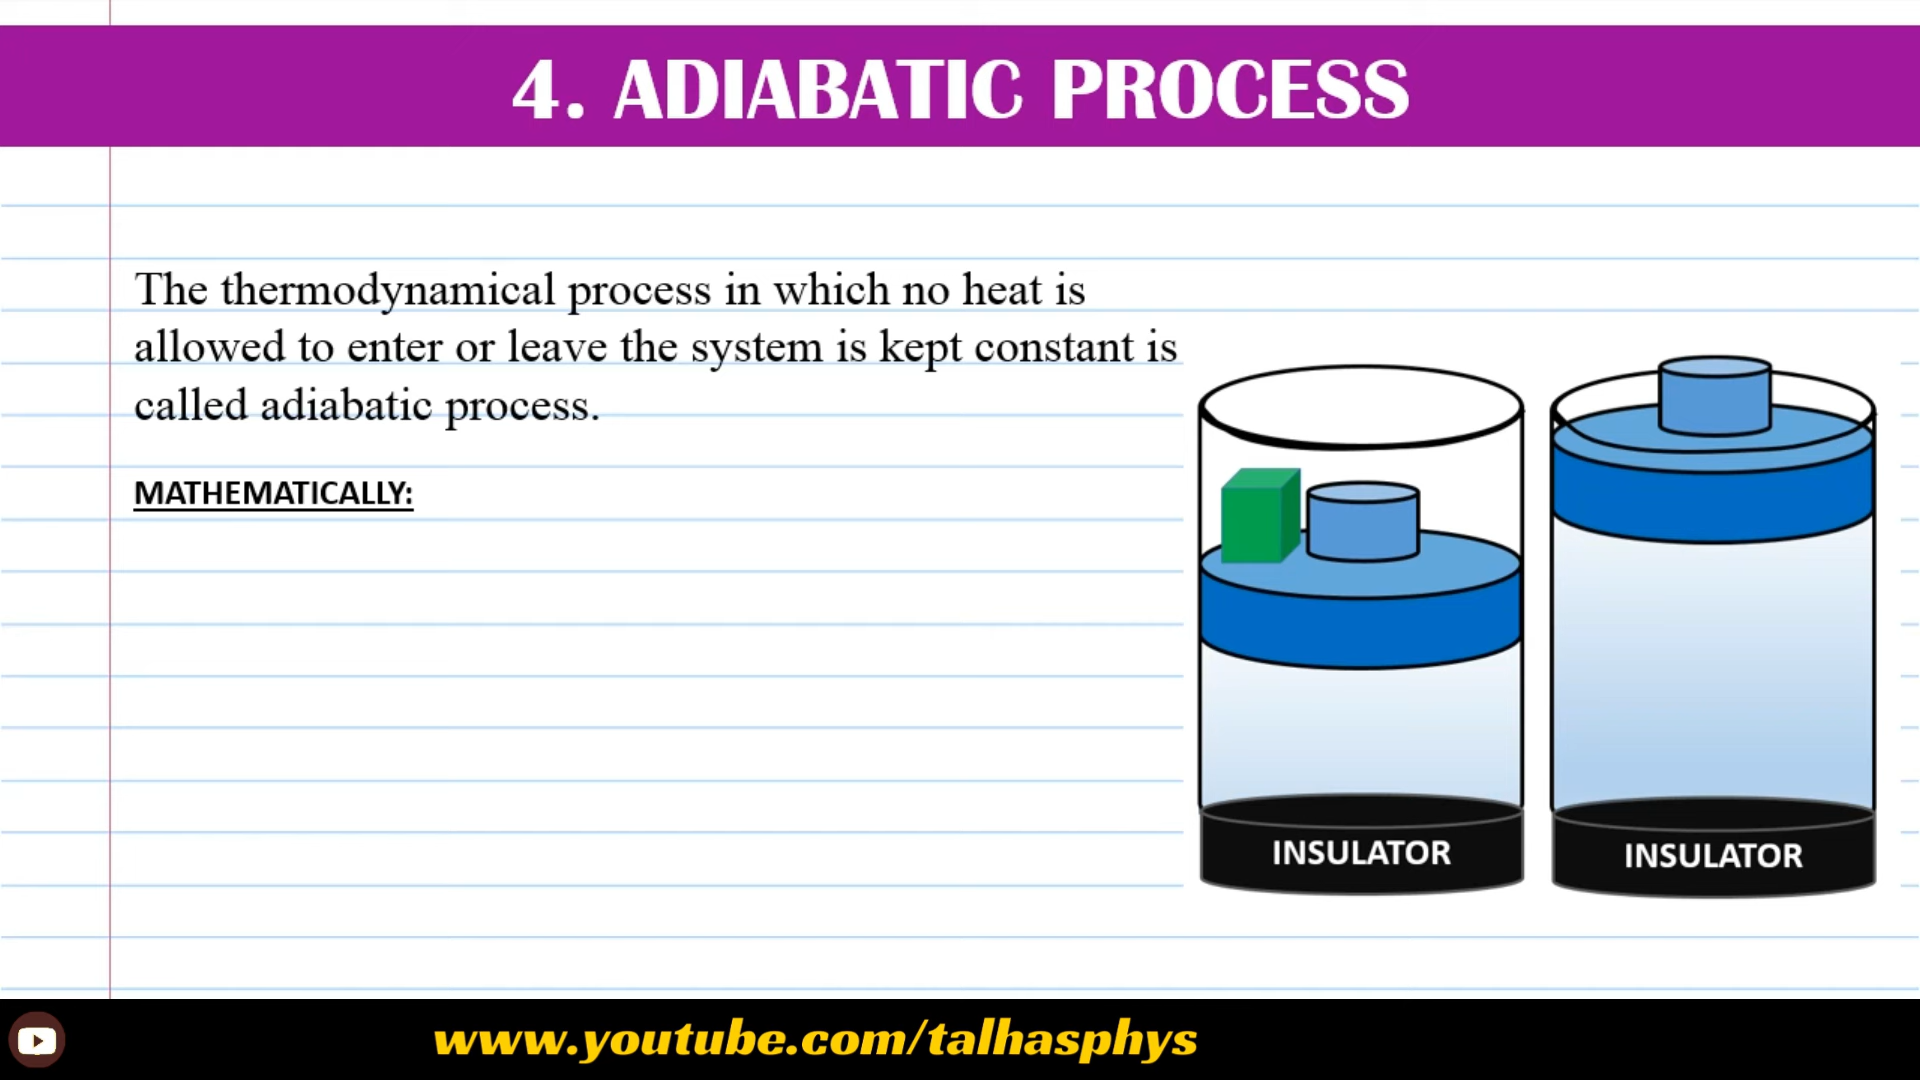 4. ADIABATIC PROCESS
The thermodynamical process in which no heat is
allowed to enter or leave the system is kept constant is
called adiabatic process.
MATHEMATICALLY:
INSULATOR
INSULATOR
www.youtube.com/talhasphys